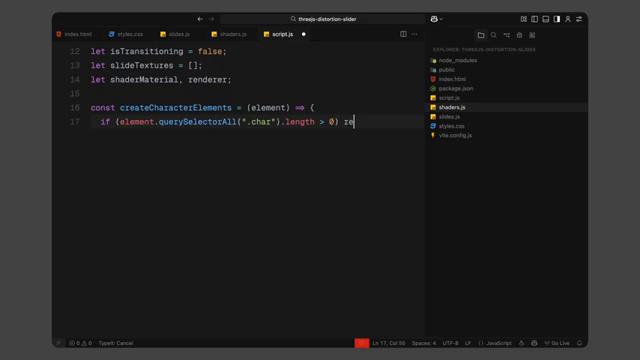 threejs-distortion-slider
index.html styles.css slides.js shaders.js script.js
EXPLORER: THREEJS-DISTORTION-SLIDER
12 let isTransitioning = false;
13 let slideTextures = [];
14 let shaderMaterial, renderer;
15
16 const createCharacterElements = (element) => {
17 if (element.querySelectorAll(".char").length > 0) re
node_modules
public
index.html
package.json
script.js
shaders.js
slides.js
styles.css
vite.config.js
0 0 TypeIt: Cancel Ln 17, Col 56 Spaces: 4 UTF-8 LF {} JavaScript Go Live